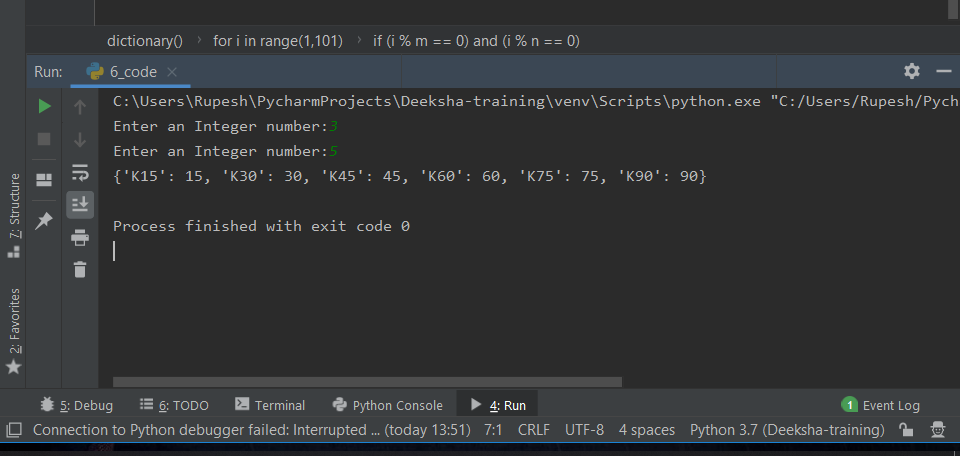 dictionary() › for i in range(1,101) › if (i % m == 0) and (i % n == 0)
Run: 6_code ×
C:\Users\Rupesh\PycharmProjects\Deeksha-training\venv\Scripts\python.exe "C:/Users/Rupesh/Pych
Enter an Integer number:3
Enter an Integer number:5
{'K15': 15, 'K30': 30, 'K45': 45, 'K60': 60, 'K75': 75, 'K90': 90}
Process finished with exit code 0
7: Structure
2: Favorites
5: Debug 6: TODO Terminal Python Console 4: Run 1 Event Log
Connection to Python debugger failed: Interrupted ... (today 13:51) 7:1 CRLF UTF-8 4 spaces Python 3.7 (Deeksha-training)